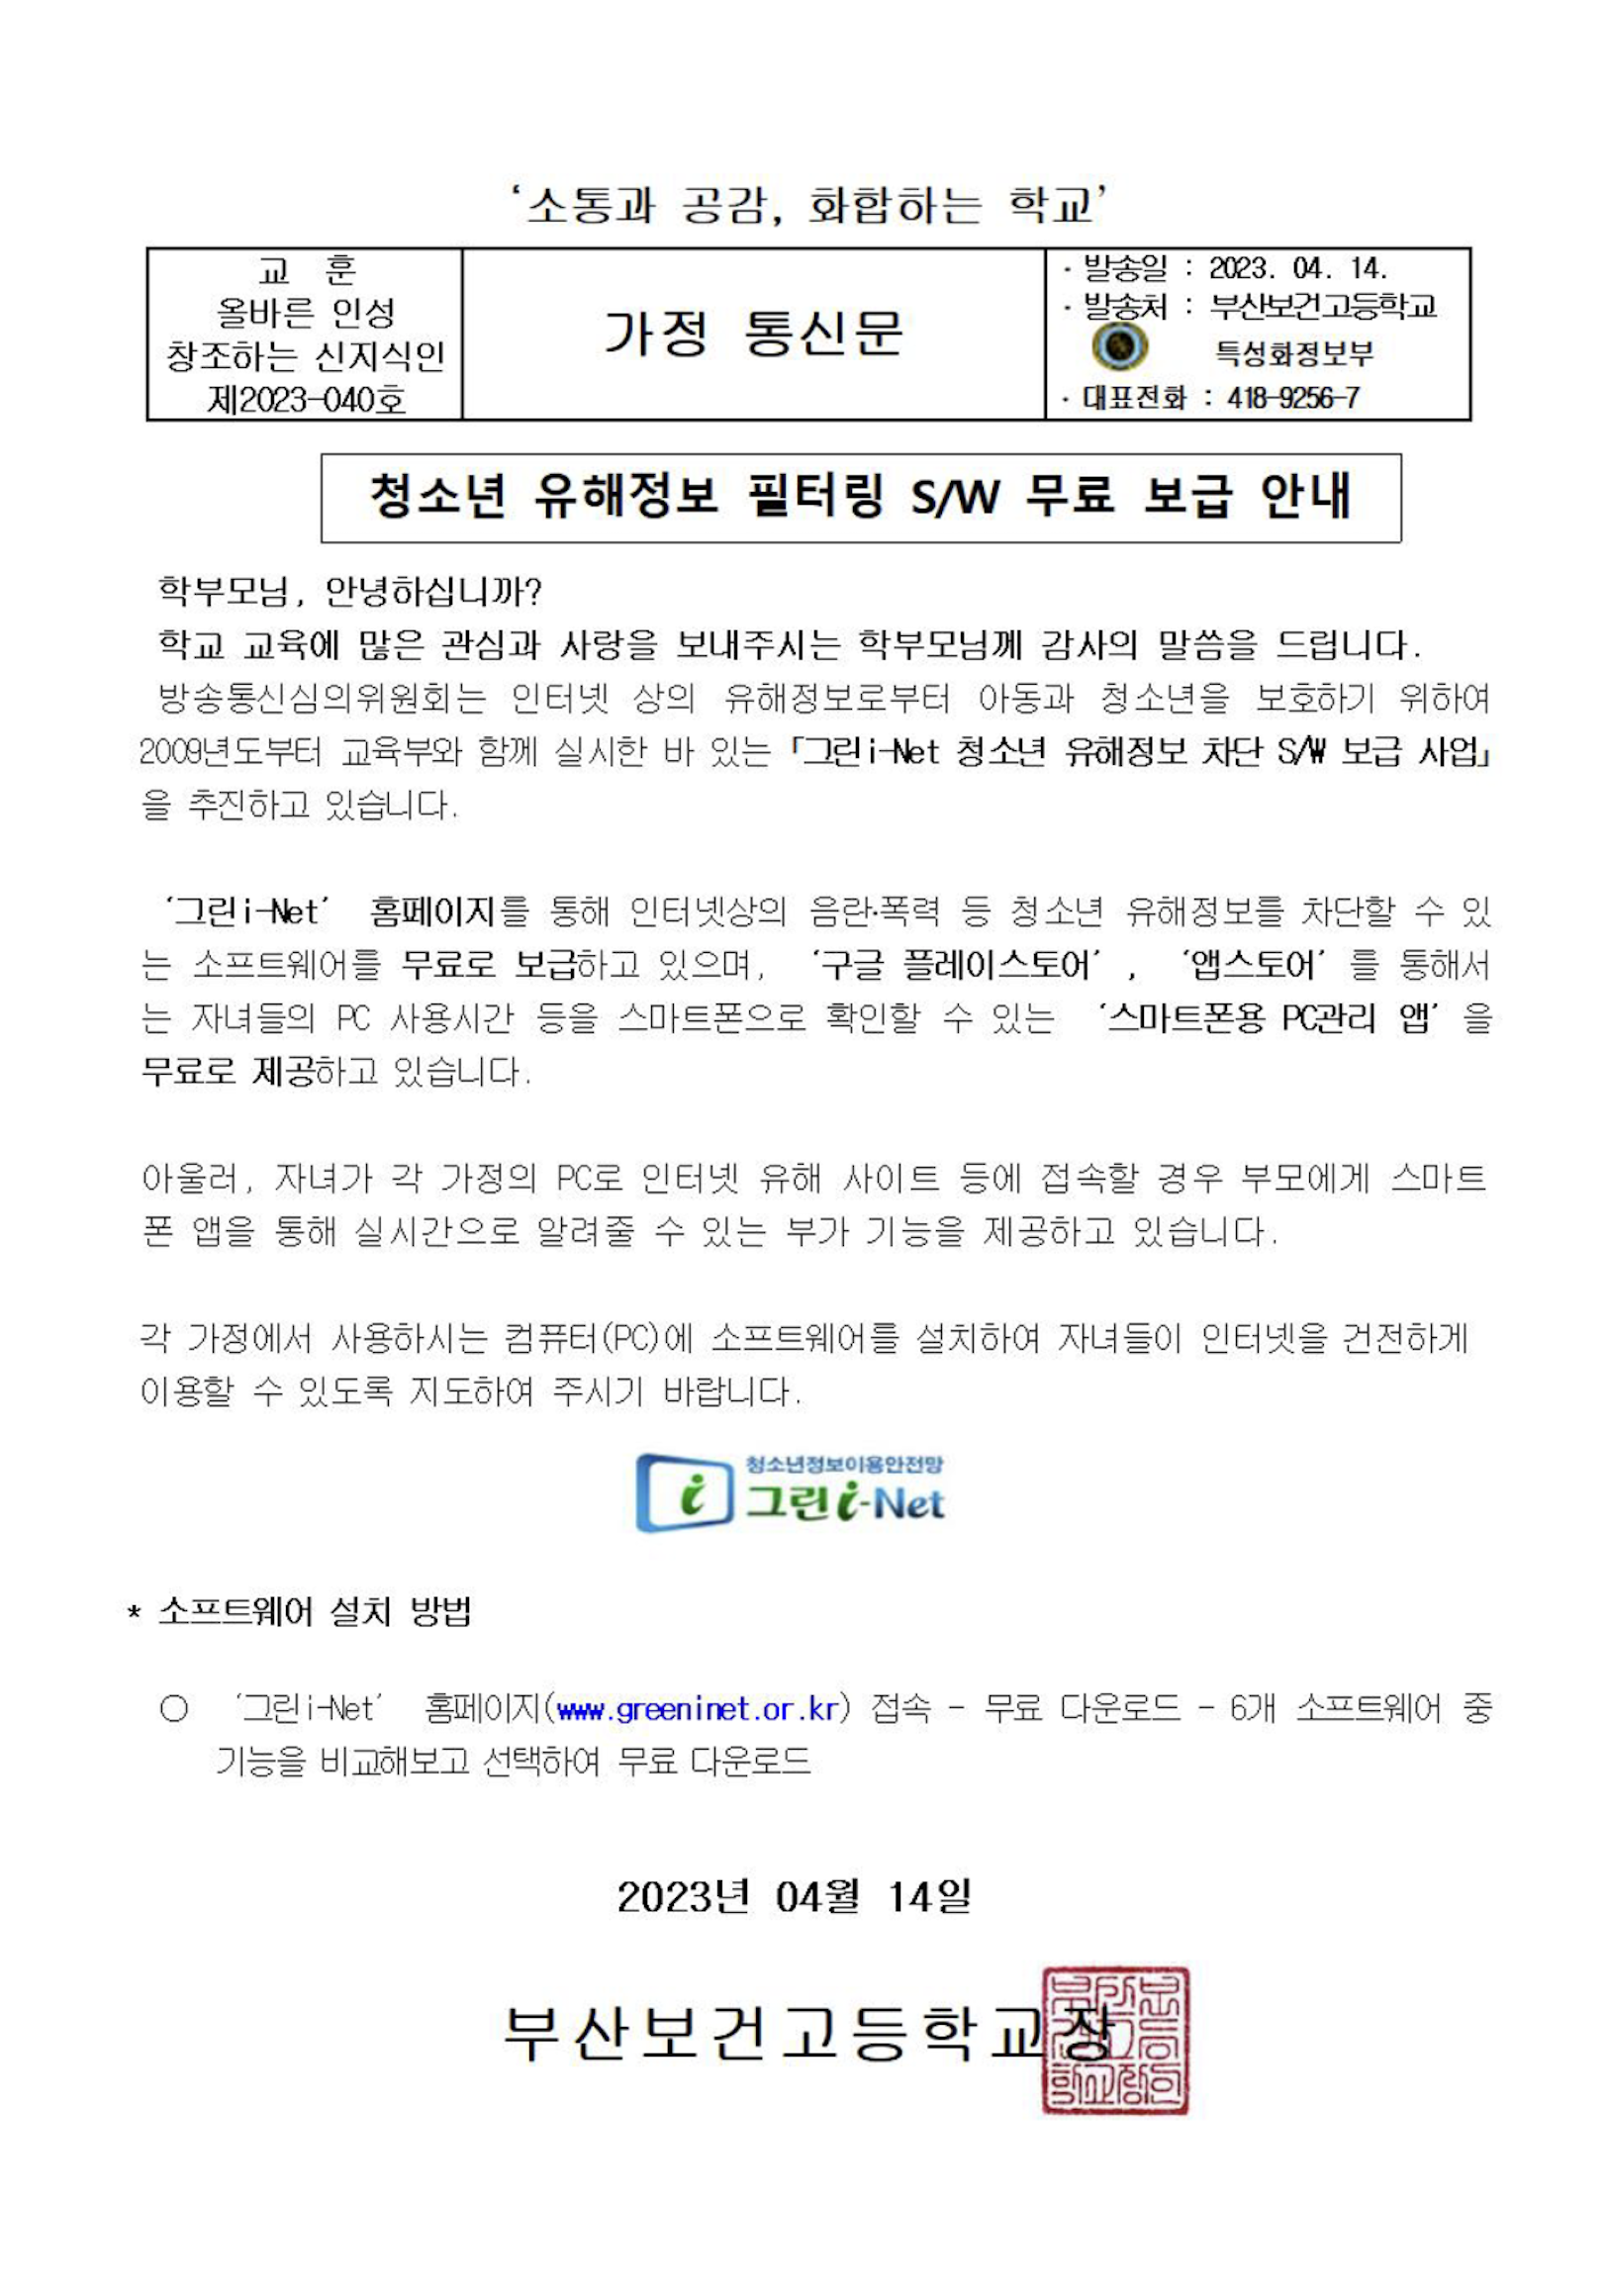 ‘소통과 공감, 화합하는 학교’
교 훈
올바른 인성
창조하는 신지식인
제2023-040호
가정 통신문
· 발송일 : 2023. 04. 14.
· 발송처 : 부산보건고등학교
특성화정보부
· 대표전화 : 418-9256-7
청소년 유해정보 필터링 S/W 무료 보급 안내
학부모님, 안녕하십니까?
학교 교육에 많은 관심과 사랑을 보내주시는 학부모님께 감사의 말씀을 드립니다.
방송통신심의위원회는 인터넷 상의 유해정보로부터 아동과 청소년을 보호하기 위하여
2009년도부터 교육부와 함께 실시한 바 있는 「그린i-Net 청소년 유해정보 차단 S/W 보급 사업」
을 추진하고 있습니다.
‘그린i-Net’ 홈페이지를 통해 인터넷상의 음란·폭력 등 청소년 유해정보를 차단할 수 있
는 소프트웨어를 무료로 보급하고 있으며, ‘구글 플레이스토어’, ‘앱스토어’를 통해서
는 자녀들의 PC 사용시간 등을 스마트폰으로 확인할 수 있는 ‘스마트폰용 PC관리 앱’을
무료로 제공하고 있습니다.
아울러, 자녀가 각 가정의 PC로 인터넷 유해 사이트 등에 접속할 경우 부모에게 스마트
폰 앱을 통해 실시간으로 알려줄 수 있는 부가 기능을 제공하고 있습니다.
각 가정에서 사용하시는 컴퓨터(PC)에 소프트웨어를 설치하여 자녀들이 인터넷을 건전하게
이용할 수 있도록 지도하여 주시기 바랍니다.
i 청소년정보이용안전망
그린 i-Net
* 소프트웨어 설치 방법
○ ‘그린i-Net’ 홈페이지(www.greeninet.or.kr) 접속 - 무료 다운로드 - 6개 소프트웨어 중
기능을 비교해보고 선택하여 무료 다운로드
2023년 04월 14일
부산보건고등학교장